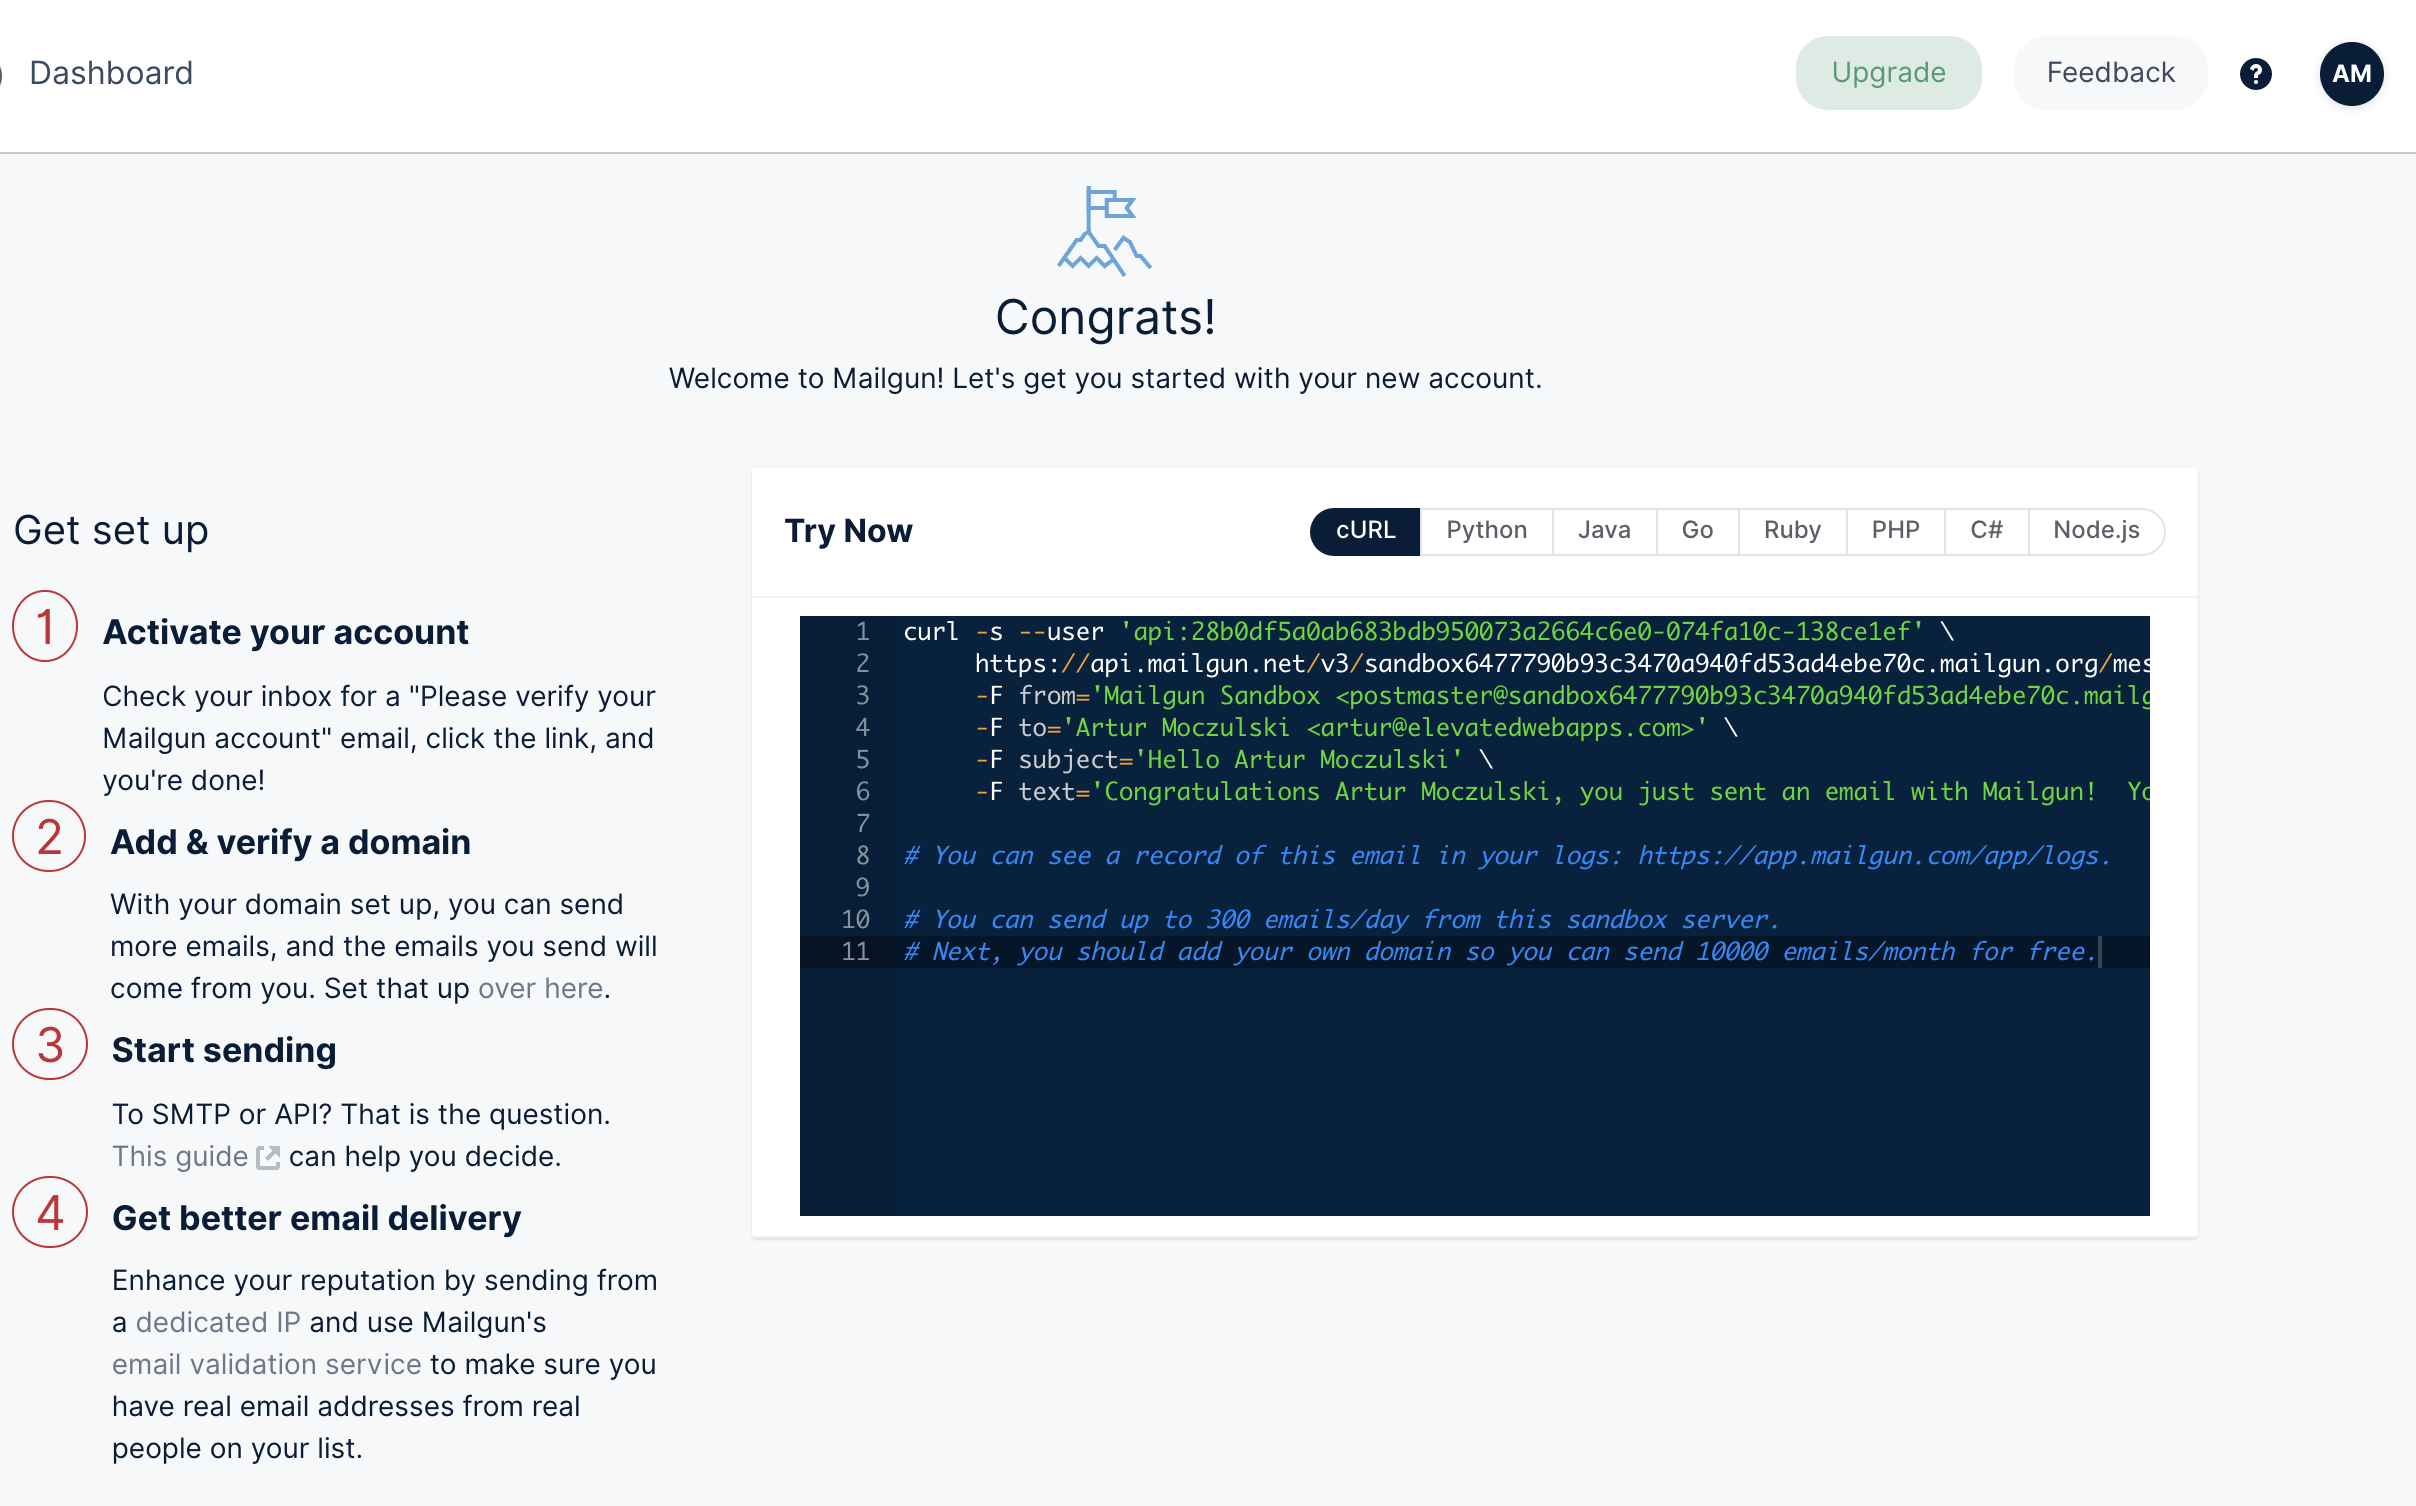 Dashboard
Upgrade
Feedback
?
AM
Congrats!
Welcome to Mailgun! Let's get you started with your new account.
Get set up
1 Activate your account
Check your inbox for a "Please verify your
Mailgun account" email, click the link, and
you're done!
2 Add & verify a domain
With your domain set up, you can send
more emails, and the emails you send will
come from you. Set that up over here.
3 Start sending
To SMTP or API? That is the question.
This guide can help you decide.
4 Get better email delivery
Enhance your reputation by sending from
a dedicated IP and use Mailgun's
email validation service to make sure you
have real email addresses from real
people on your list.
Try Now
cURL Python Java Go Ruby PHP C# Node.js
1 curl -s --user 'api:28b0df5a0ab683bdb950073a2664c6e0-074fa10c-138ce1ef' \
2 https://api.mailgun.net/v3/sandbox6477790b93c3470a940fd53ad4ebe70c.mailgun.org/mes
3 -F from='Mailgun Sandbox <postmaster@sandbox6477790b93c3470a940fd53ad4ebe70c.mailg
4 -F to='Artur Moczulski <artur@elevatedwebapps.com>' \
5 -F subject='Hello Artur Moczulski' \
6 -F text='Congratulations Artur Moczulski, you just sent an email with Mailgun!  Yo
7
8 # You can see a record of this email in your logs: https://app.mailgun.com/app/logs.
9
10 # You can send up to 300 emails/day from this sandbox server.
11 # Next, you should add your own domain so you can send 10000 emails/month for free.